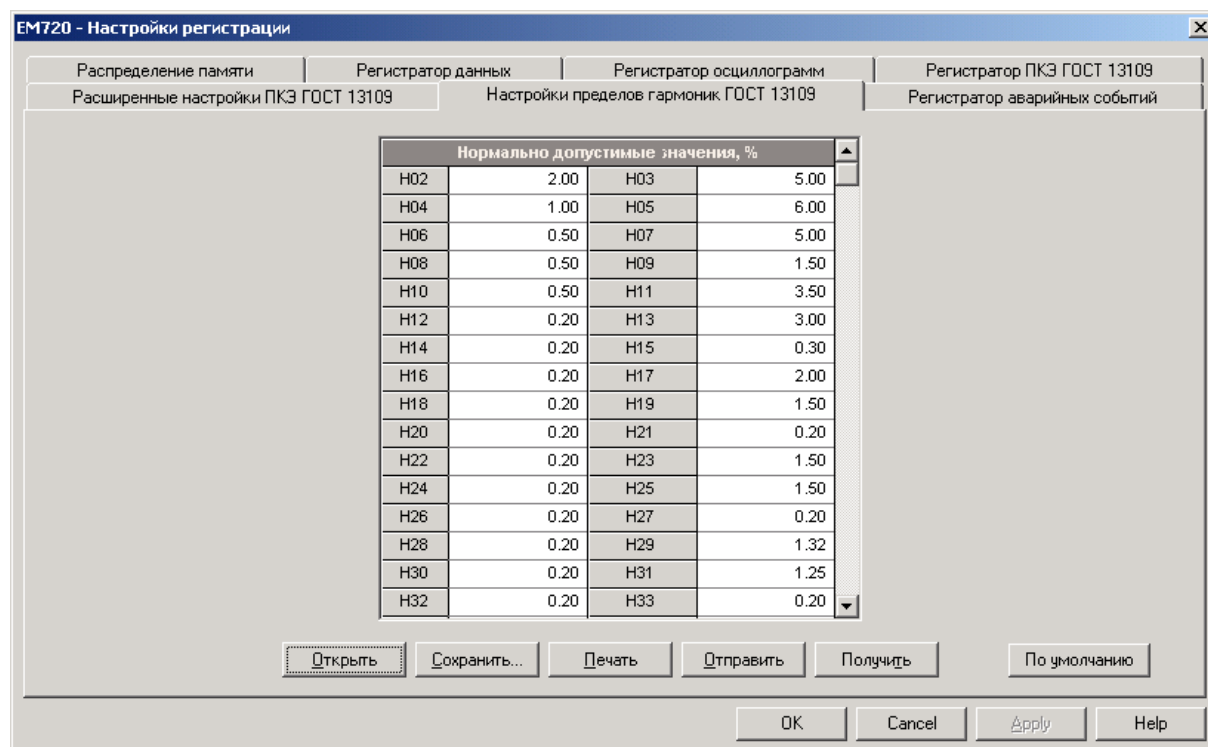 EM720 - Настройки регистрации
Распределение памяти Регистратор данных Регистратор осциллограмм Регистратор ПКЭ ГОСТ 13109
Расширенные настройки ПКЭ ГОСТ 13109 Настройки пределов гармоник ГОСТ 13109 Регистратор аварийных событий
Нормально допустимые значения, %
H02 2.00 H03 5.00
H04 1.00 H05 6.00
H06 0.50 H07 5.00
H08 0.50 H09 1.50
H10 0.50 H11 3.50
H12 0.20 H13 3.00
H14 0.20 H15 0.30
H16 0.20 H17 2.00
H18 0.20 H19 1.50
H20 0.20 H21 0.20
H22 0.20 H23 1.50
H24 0.20 H25 1.50
H26 0.20 H27 0.20
H28 0.20 H29 1.32
H30 0.20 H31 1.25
H32 0.20 H33 0.20
Открыть Сохранить... Печать Отправить Получить По умолчанию
OK Cancel Apply Help